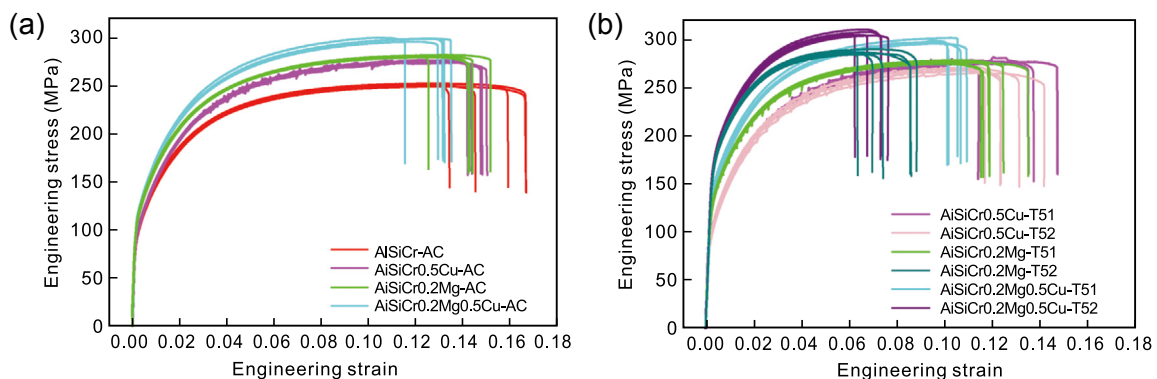 (a)
Engineering stress (MPa)
300
250
200
150
100
50
0
0.00 0.02 0.04 0.06 0.08 0.10 0.12 0.14 0.16 0.18
Engineering strain
AlSiCr-AC
AiSiCr0.5Cu-AC
AiSiCr0.2Mg-AC
AiSiCr0.2Mg0.5Cu-AC
(b)
Engineering stress (MPa)
300
250
200
150
100
50
0
0.00 0.02 0.04 0.06 0.08 0.10 0.12 0.14 0.16 0.18
Engineering strain
AiSiCr0.5Cu-T51
AiSiCr0.5Cu-T52
AiSiCr0.2Mg-T51
AiSiCr0.2Mg-T52
AiSiCr0.2Mg0.5Cu-T51
AiSiCr0.2Mg0.5Cu-T52